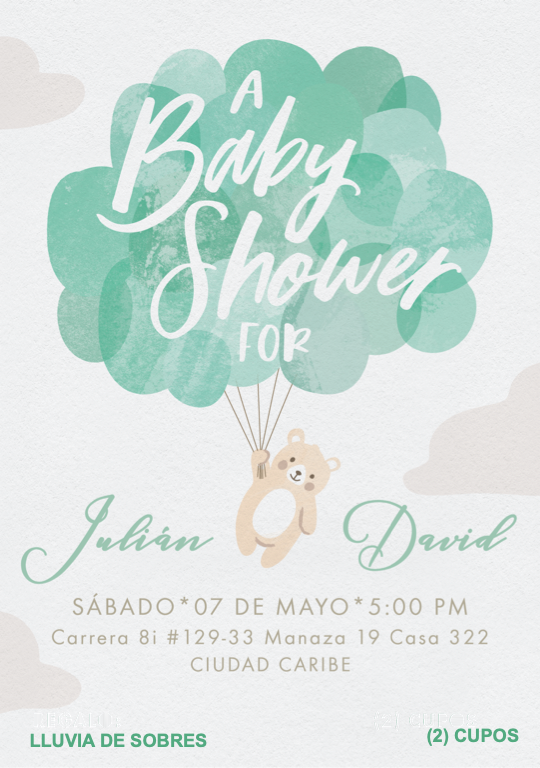 A
Baby
Shower
FOR
Julián David
SÁBADO*07 DE MAYO*5:00 PM
Carrera 8i #129-33 Manaza 19 Casa 322
CIUDAD CARIBE
LLUVIA DE SOBRES
(2) CUPOS